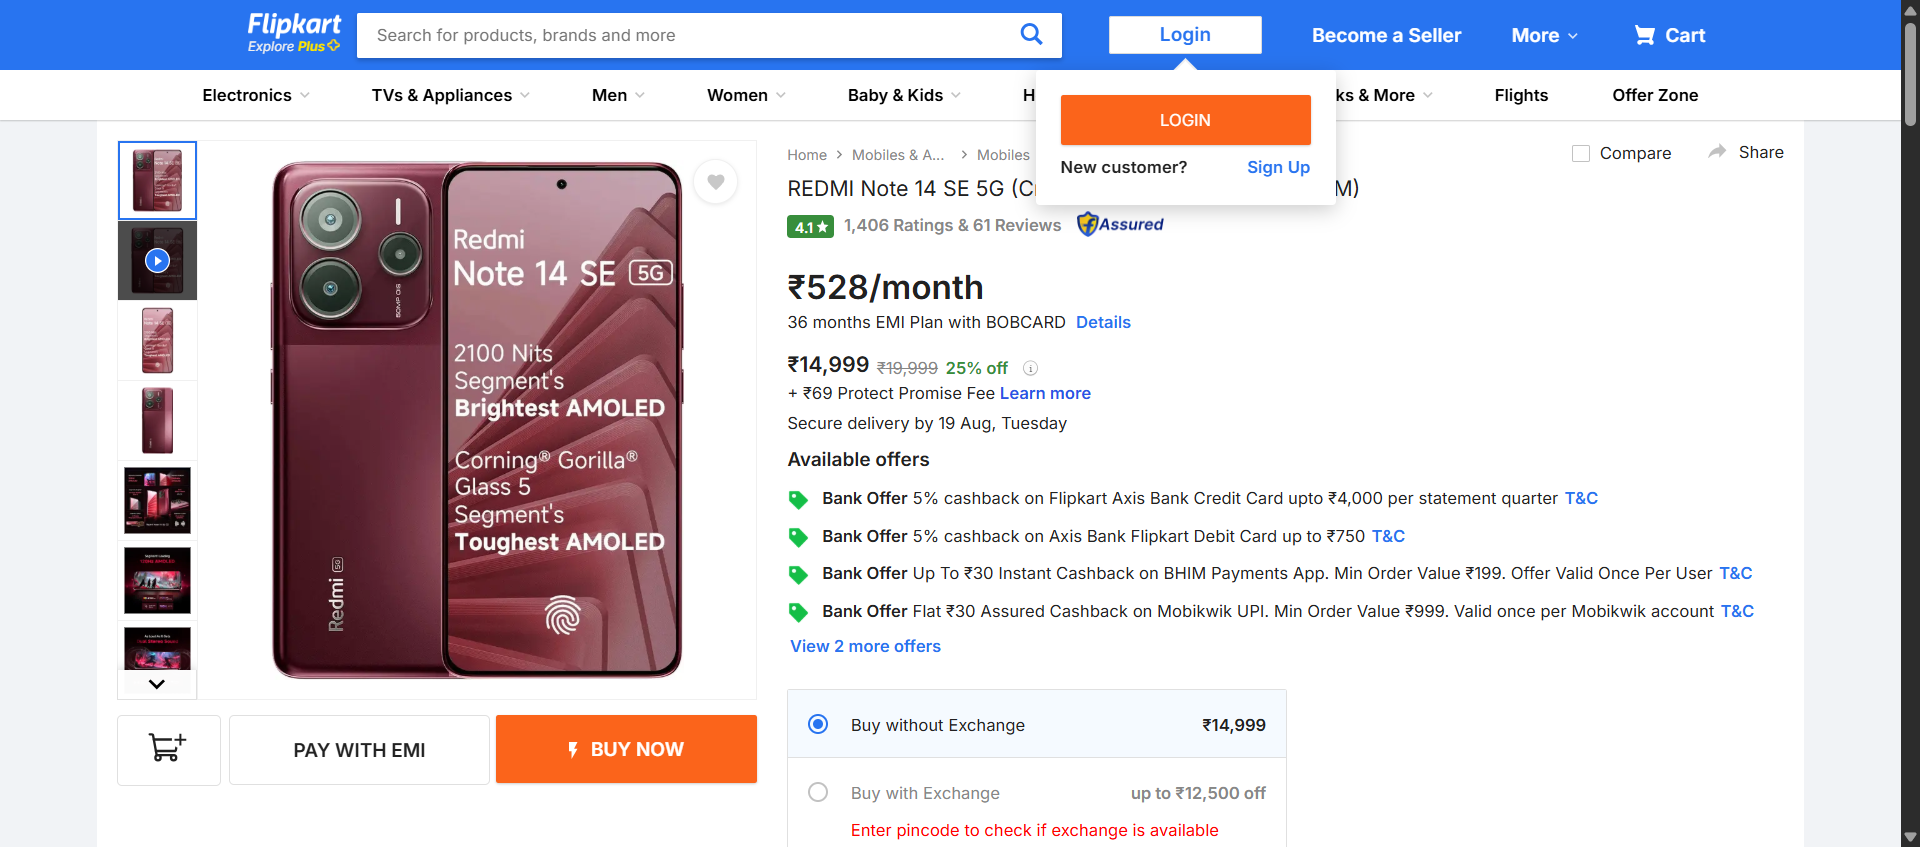 Flipkart
Explore Plus
Search for products, brands and more
Login
Become a Seller
More
Cart
Electronics
TVs & Appliances
Men
Women
Baby & Kids
H
ks & More
Flights
Offer Zone
LOGIN
New customer? Sign Up
Home
Mobiles & A...
Mobiles
Compare
Share
REDMI Note 14 SE 5G (C
M)
4.1
1,406 Ratings & 61 Reviews
Assured
₹528/month
36 months EMI Plan with BOBCARD Details
₹14,999 ₹19,999 25% off
+ ₹69 Protect Promise Fee Learn more
Secure delivery by 19 Aug, Tuesday
Available offers
Bank Offer 5% cashback on Flipkart Axis Bank Credit Card upto ₹4,000 per statement quarter T&C
Bank Offer 5% cashback on Axis Bank Flipkart Debit Card up to ₹750 T&C
Bank Offer Up To ₹30 Instant Cashback on BHIM Payments App. Min Order Value ₹199. Offer Valid Once Per User T&C
Bank Offer Flat ₹30 Assured Cashback on Mobikwik UPI. Min Order Value ₹999. Valid once per Mobikwik account T&C
View 2 more offers
Buy without Exchange ₹14,999
Buy with Exchange up to ₹12,500 off
Enter pincode to check if exchange is available
Redmi
Note 14 SE 5G
2100 Nits
Segment's
Brightest AMOLED
Corning® Gorilla®
Glass 5
Segment's
Toughest AMOLED
50MP OIS
Redmi 5G
PAY WITH EMI
BUY NOW